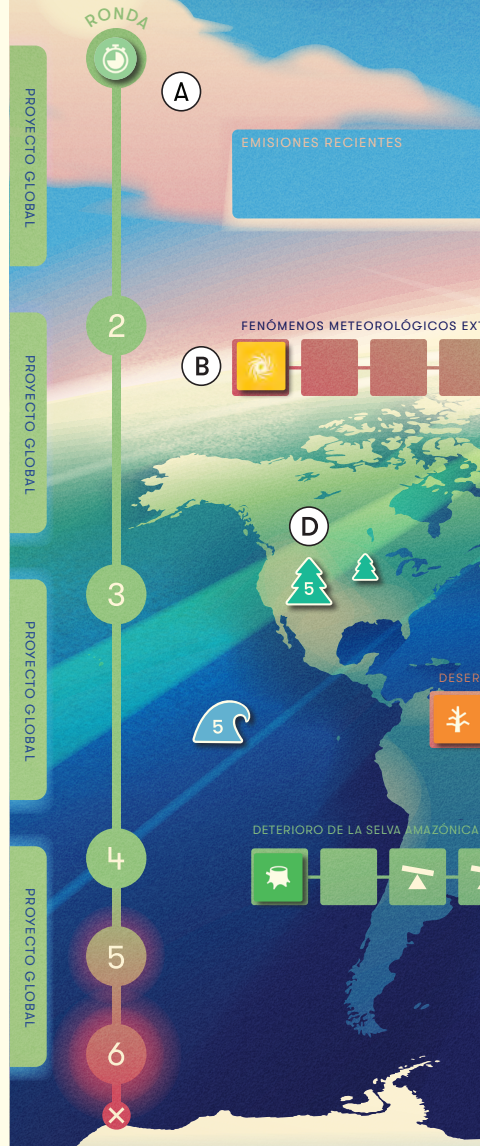 RONDA
A
PROYECTO GLOBAL
EMISIONES RECIENTES
2
FENÓMENOS METEOROLÓGICOS EXT
B
PROYECTO GLOBAL
D
5
3
PROYECTO GLOBAL
DESER
5
DETERIORO DE LA SELVA AMAZÓNICA
4
PROYECTO GLOBAL
5
6